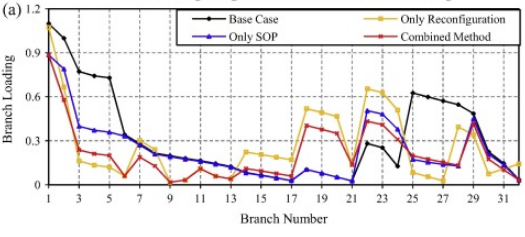 (a)
1.2
Base Case
Only Reconfiguration
Only SOP
Combined Method
0.9
0.6
0.3
0
Branch Loading
1 3 5 7 9 11 13 15 17 19 21 23 25 27 29 31
Branch Number